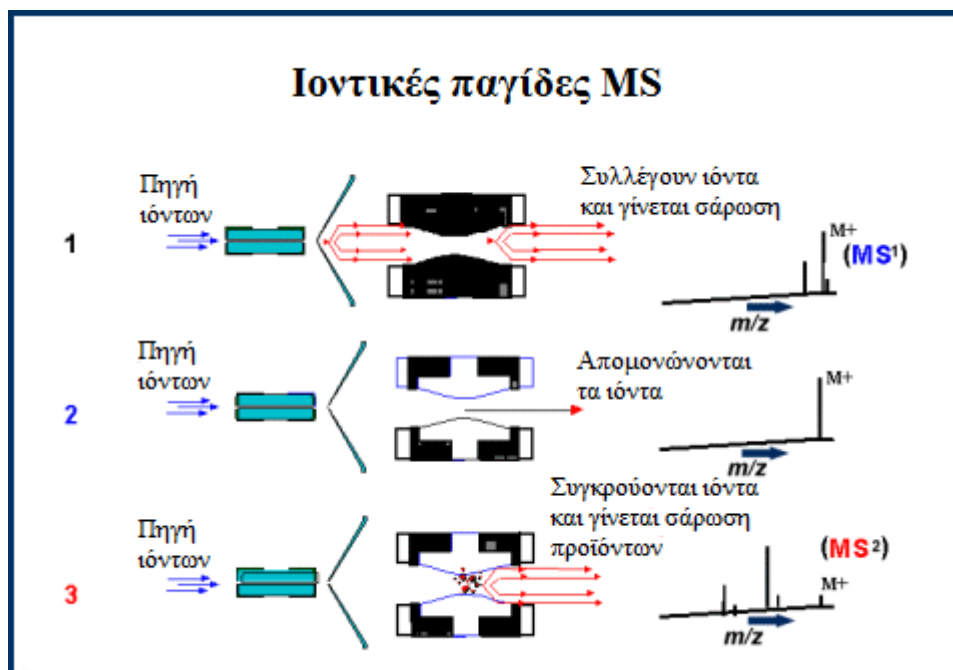 Ιοντικές παγίδες MS
Πηγή
ιόντων
Συλλέγουν ιόντα
και γίνεται σάρωση
1
M+
(MS¹)
m/z
Πηγή
ιόντων
Απομονώνονται
τα ιόντα
2
M+
m/z
Πηγή
ιόντων
Συγκρούονται ιόντα
και γίνεται σάρωση
προϊόντων
3
(MS²)
M+
m/z